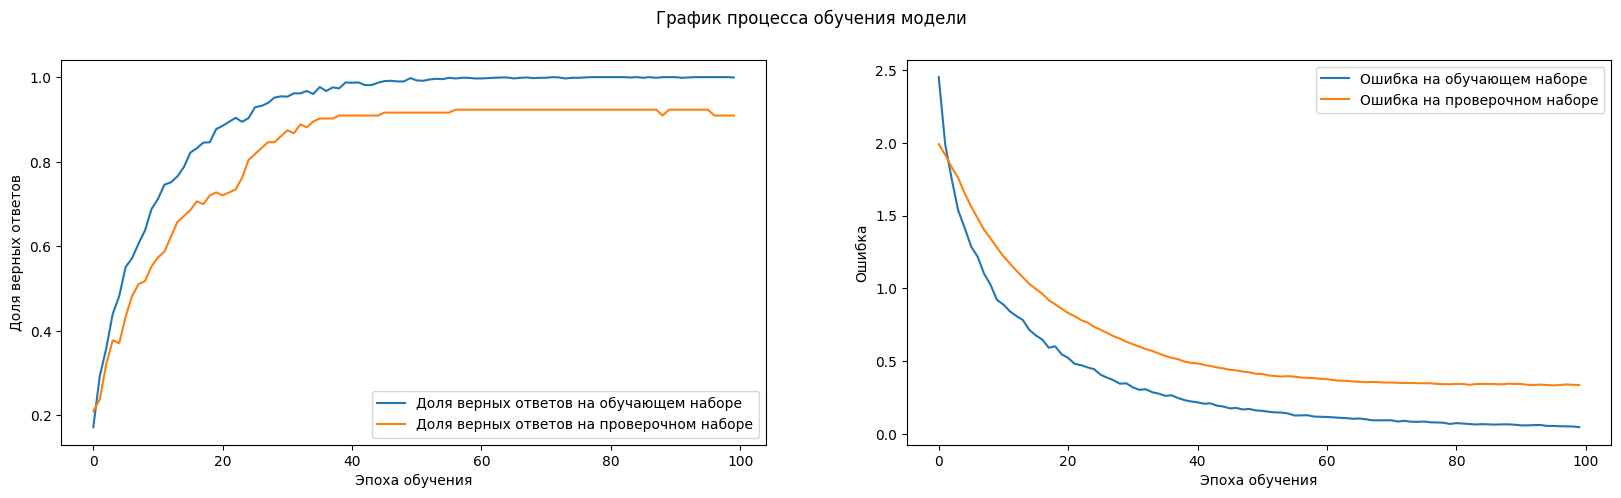 График процесса обучения модели
Доля верных ответов
1.0
0.8
0.6
0.4
0.2
0 20 40 60 80 100
Эпоха обучения
Доля верных ответов на обучающем наборе
Доля верных ответов на проверочном наборе
Ошибка
2.5
2.0
1.5
1.0
0.5
0.0
0 20 40 60 80 100
Эпоха обучения
Ошибка на обучающем наборе
Ошибка на проверочном наборе